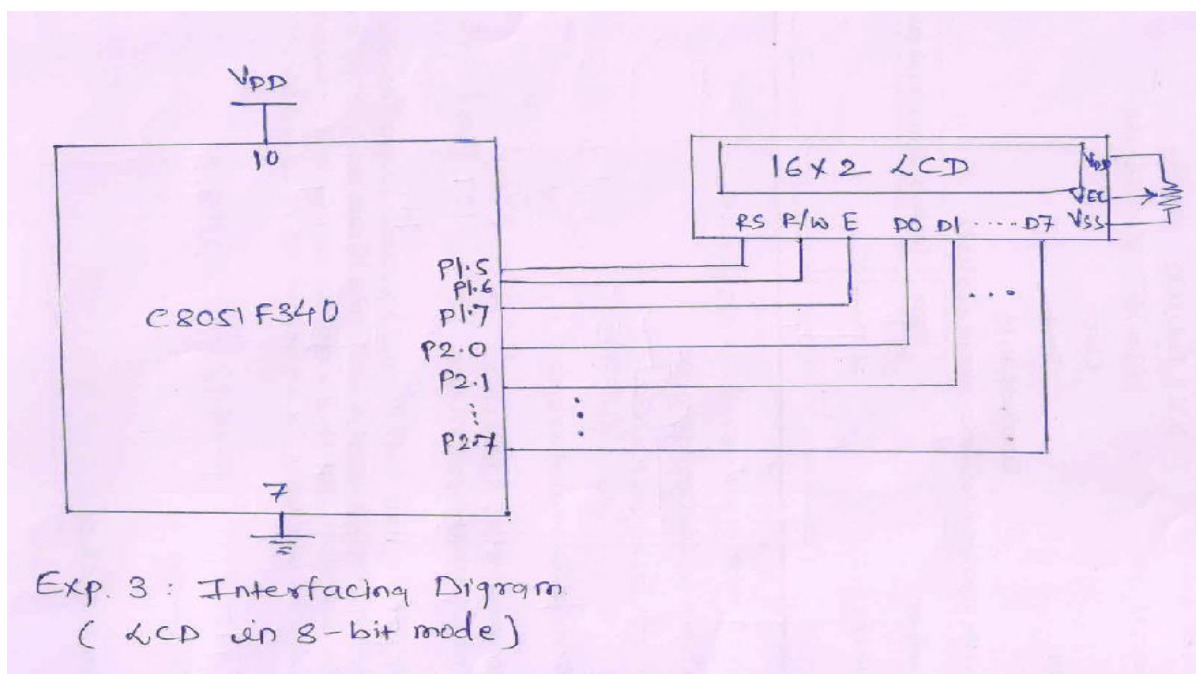 VDD
10
16X2 LCD
VDD
VEE
RS R/W E D0 D1 ..... D7 VSS
P1.5
P1.6
C8051F340
P1.7
P2.0
P2.1
P2.7
7
Exp. 3 : Interfacing Digram
( LCD in 8-bit mode)